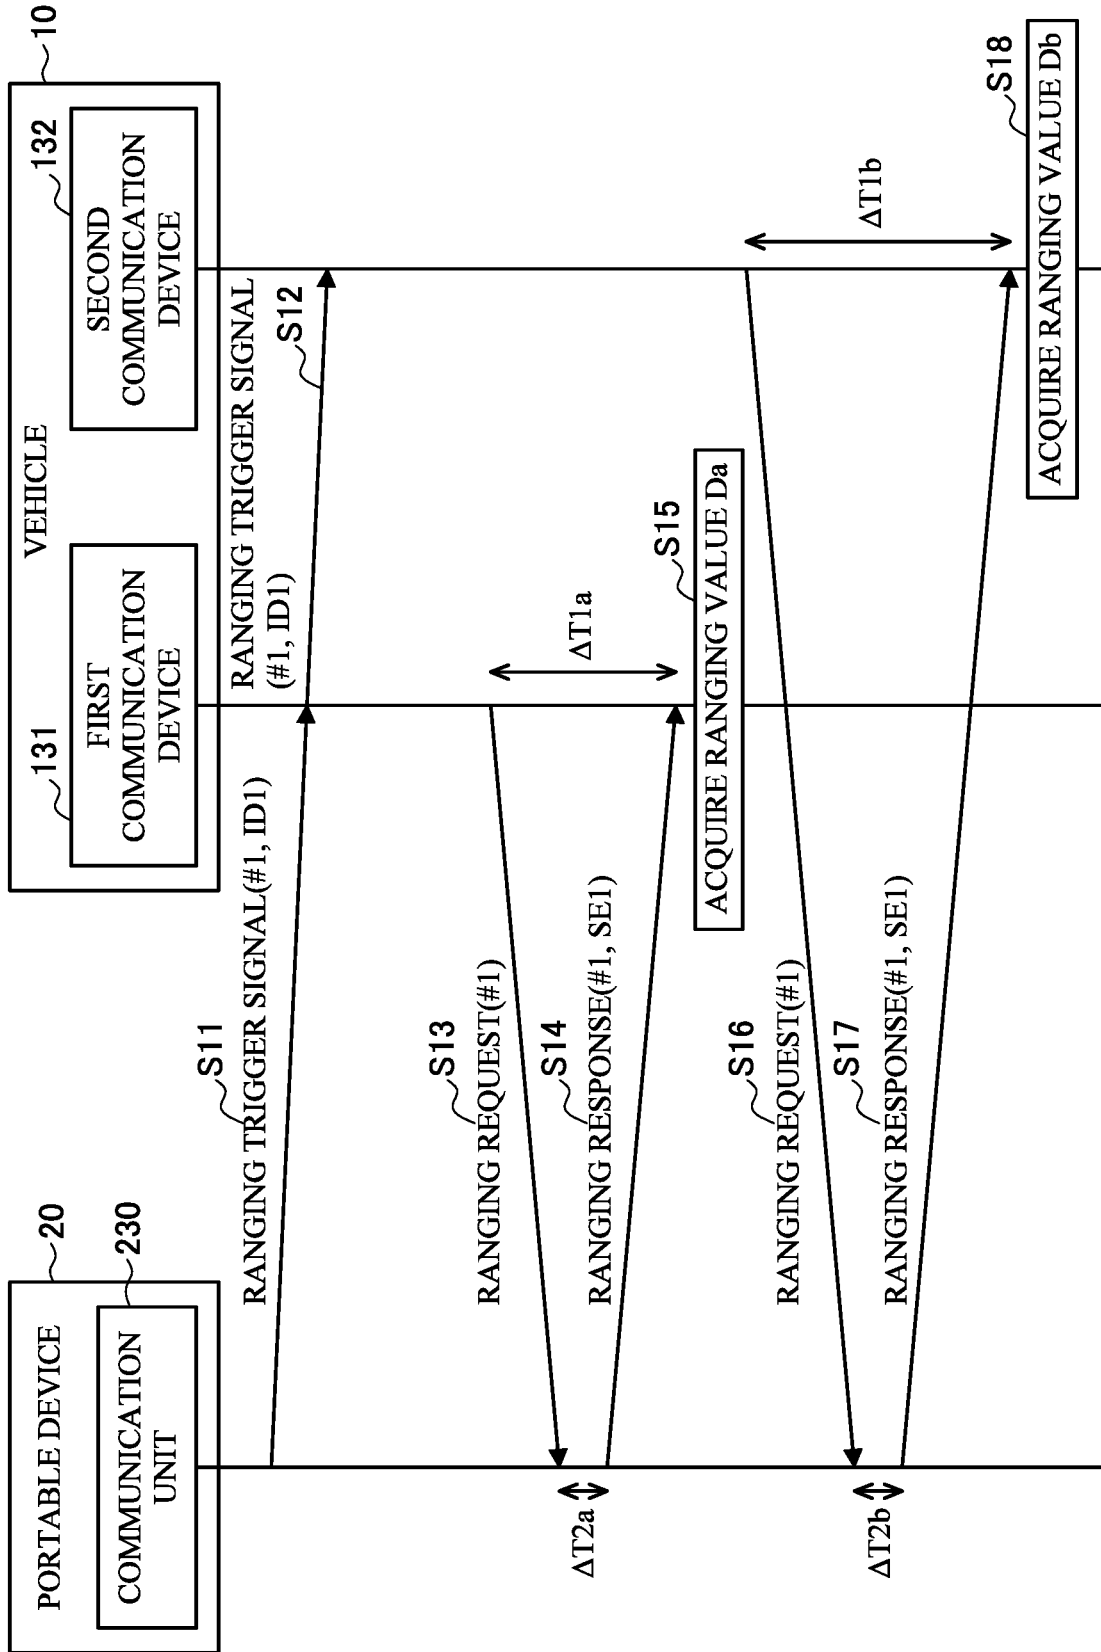 PORTABLE DEVICE
20
COMMUNICATION
UNIT
230
VEHICLE
10
131
FIRST
COMMUNICATION
DEVICE
132
SECOND
COMMUNICATION
DEVICE
S11
RANGING TRIGGER SIGNAL(#1, ID1)
RANGING TRIGGER SIGNAL
(#1, ID1)
S12
S13
RANGING REQUEST(#1)
ΔT1a
ΔT2a
S14
RANGING RESPONSE(#1, SE1)
S15
ACQUIRE RANGING VALUE Da
S16
RANGING REQUEST(#1)
ΔT1b
ΔT2b
S17
RANGING RESPONSE(#1, SE1)
S18
ACQUIRE RANGING VALUE Db